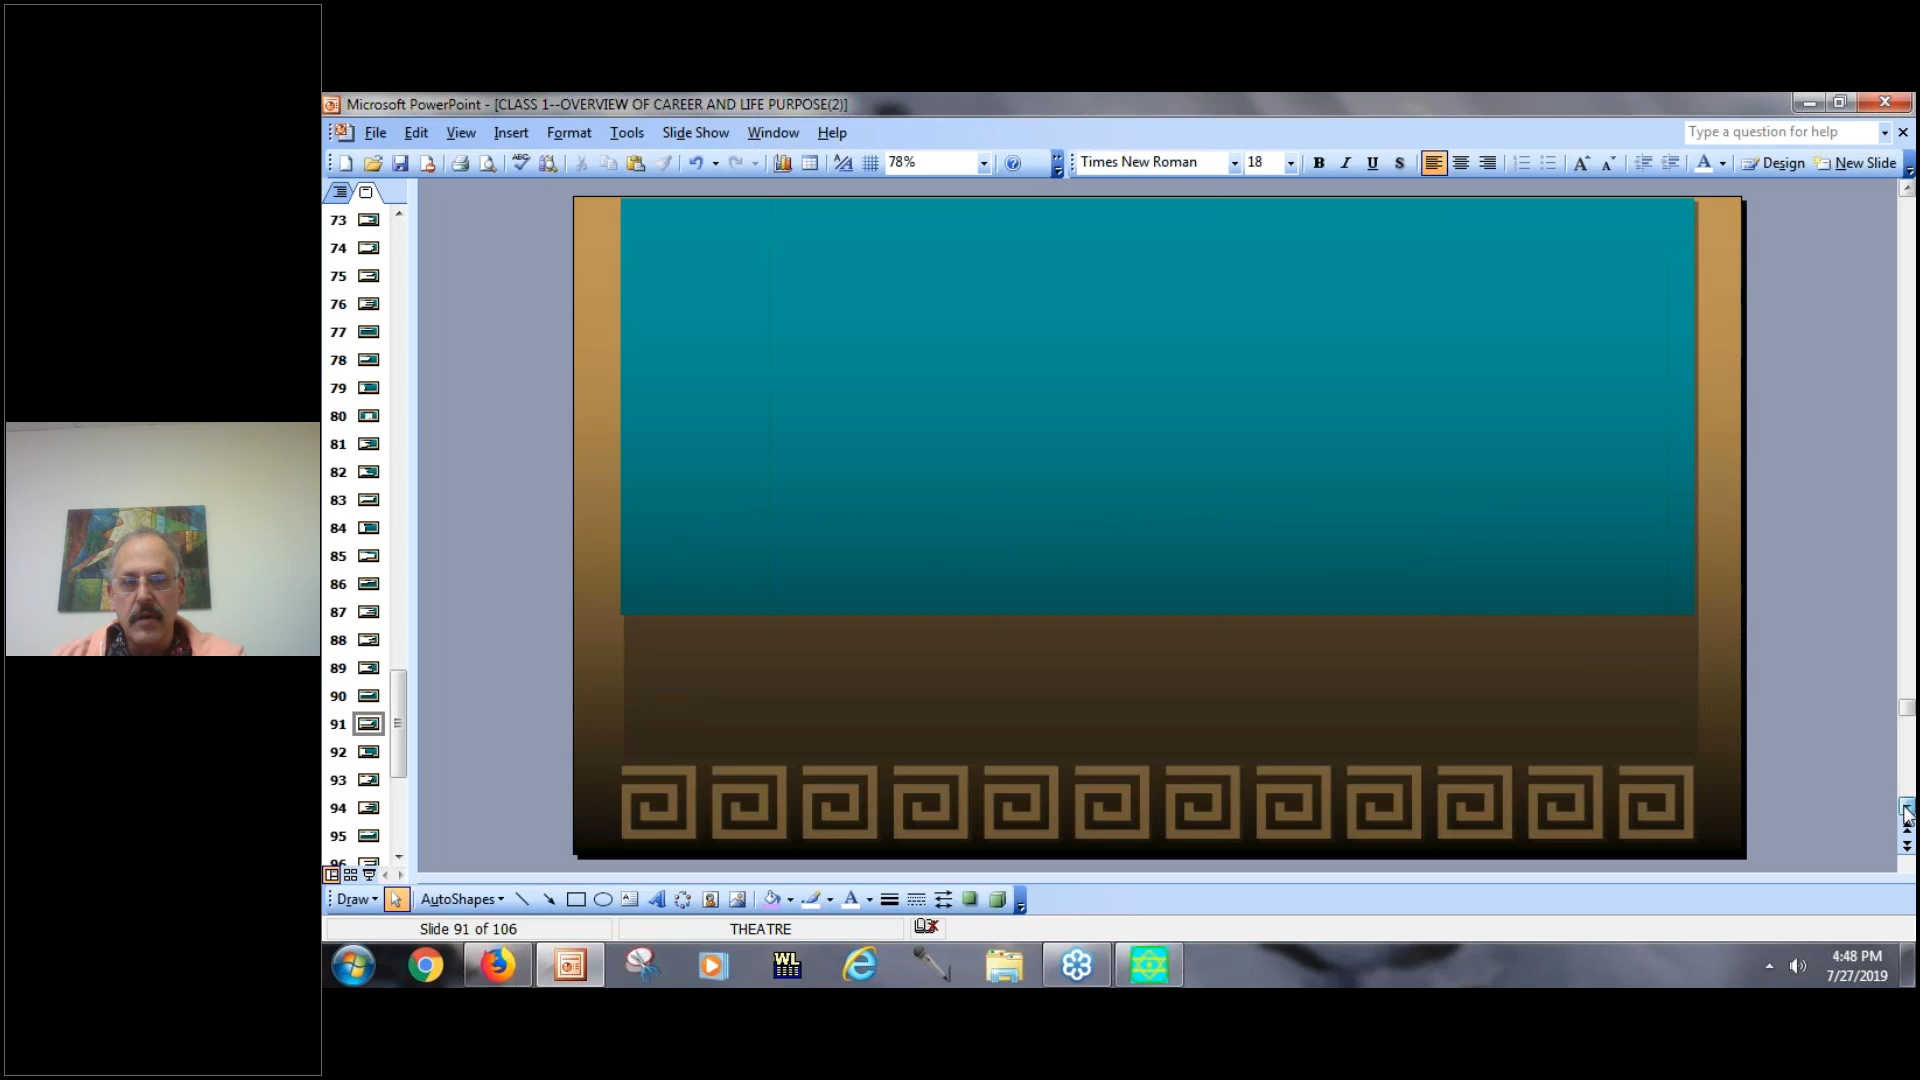 Microsoft PowerPoint - [CLASS 1--OVERVIEW OF CAREER AND LIFE PURPOSE(2)]
File Edit View Insert Format Tools Slide Show Window Help
Type a question for help
78%
Times New Roman
18
B I U S
Design
New Slide
73
74
75
76
77
78
79
80
81
82
83
84
85
86
87
88
89
90
91
92
93
94
95
96
Draw
AutoShapes
Slide 91 of 106
THEATRE
WL
4:48 PM
7/27/2019